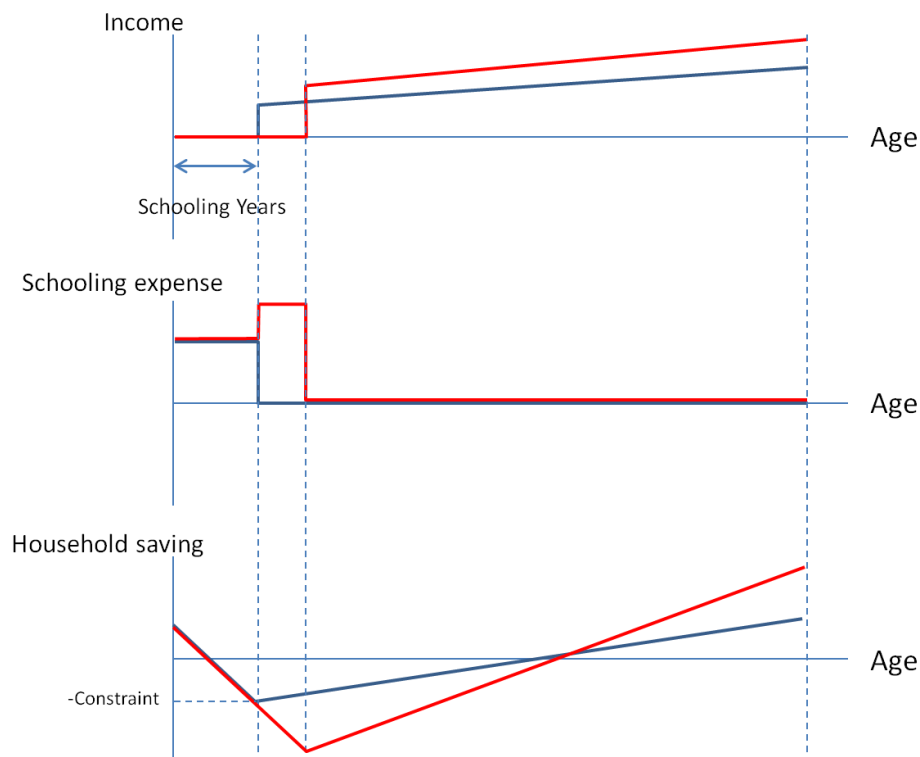 Income
Age
Schooling Years
Schooling expense
Age
Household saving
Age
-Constraint